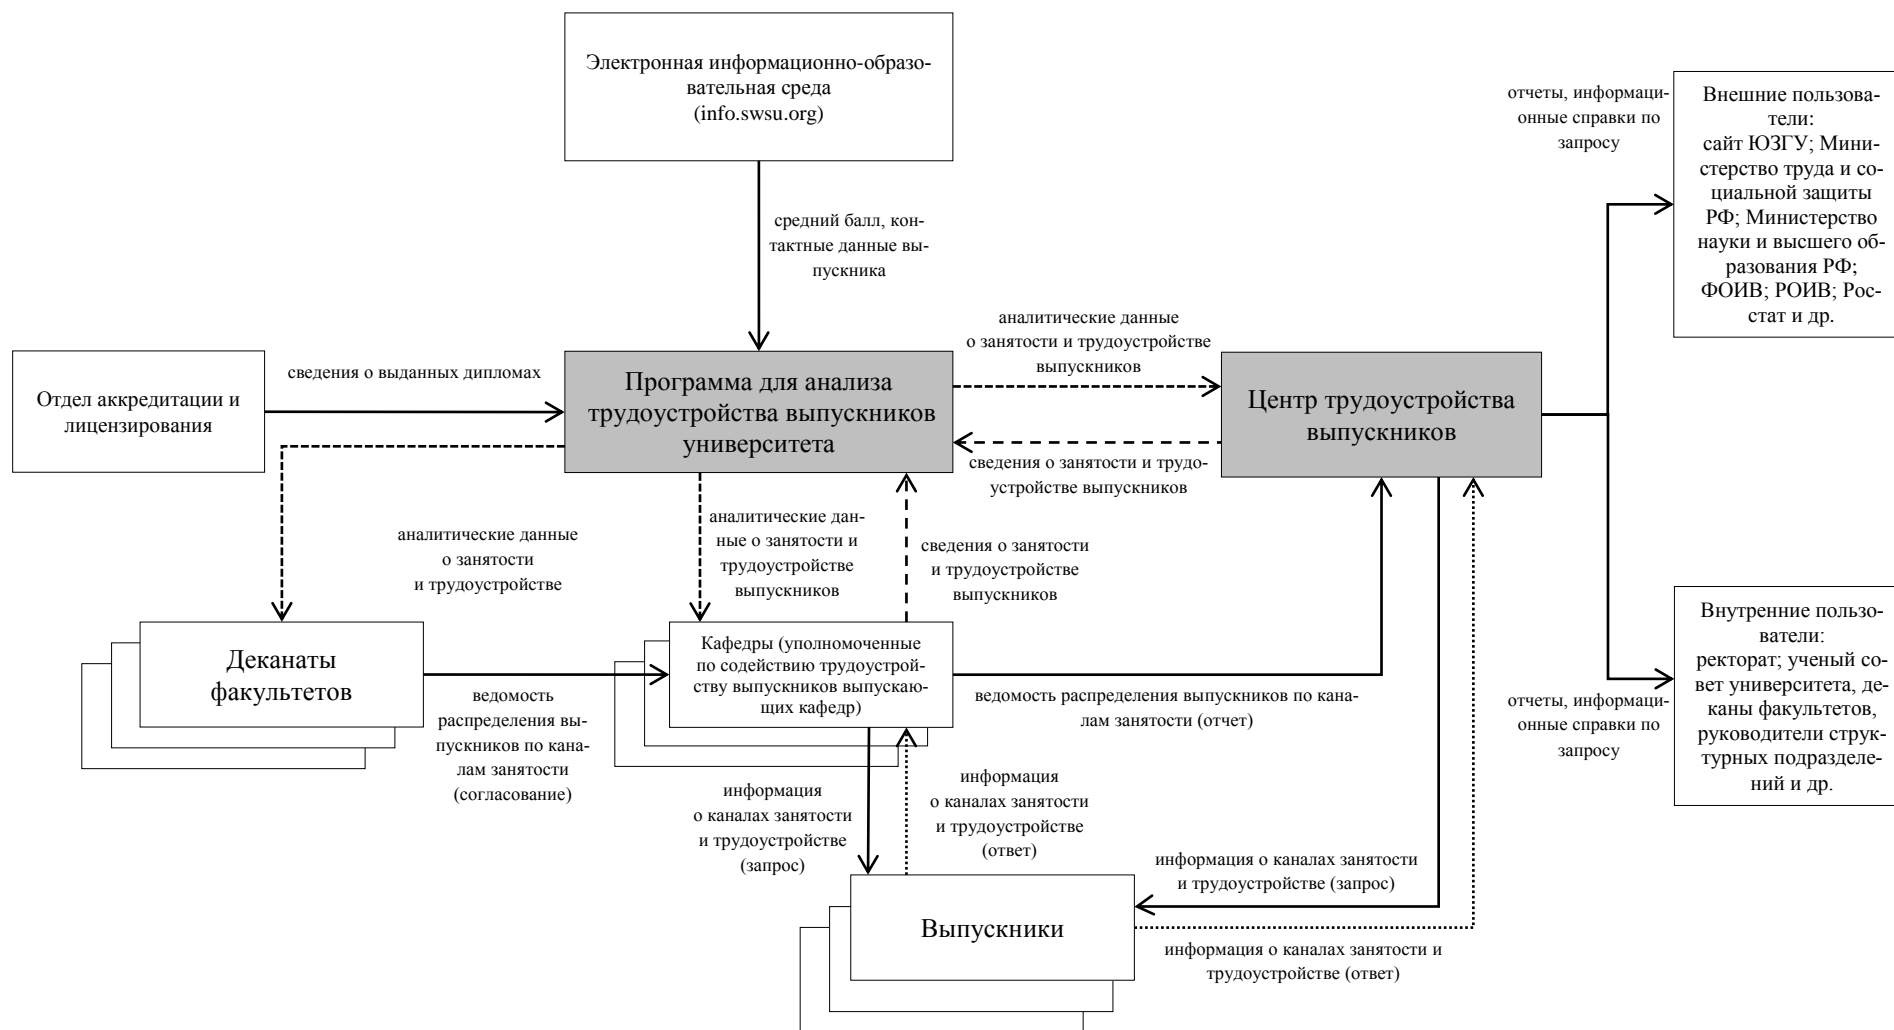 Электронная информационно-образо-
вательная среда
(info.swsu.org)
отчеты, информаци-
онные справки по
запросу
Внешние пользова-
тели:
сайт ЮЗГУ; Мини-
стерство труда и со-
циальной защиты
РФ; Министерство
науки и высшего об-
разования РФ;
ФОИВ; РОИВ; Рос-
стат и др.
средний балл, кон-
тактные данные вы-
пускника
Отдел аккредитации и
лицензирования
сведения о выданных дипломах
Программа для анализа
трудоустройства выпускников
университета
аналитические данные
о занятости и трудоустройстве
выпускников
Центр трудоустройства
выпускников
сведения о занятости и трудо-
устройстве выпускников
аналитические данные
о занятости
и трудоустройстве
аналитические дан-
ные о занятости и
трудоустройстве
выпускников
сведения о занятости
и трудоустройстве
выпускников
Деканаты
факультетов
ведомость
распределения вы-
пускников по кана-
лам занятости
(согласование)
Кафедры (уполномоченные
по содействию трудоустрой-
ству выпускников выпускаю-
щих кафедр)
ведомость распределения выпускников по кана-
лам занятости (отчет)
отчеты, информаци-
онные справки по
запросу
Внутренние пользо-
ватели:
ректорат; ученый со-
вет университета, де-
каны факультетов,
руководители струк-
турных подразделе-
ний и др.
информация
о каналах занятости
и трудоустройстве
(запрос)
информация
о каналах занятости
и трудоустройстве
(ответ)
информация о каналах занятости
и трудоустройстве (запрос)
Выпускники
информация о каналах занятости и
трудоустройстве (ответ)